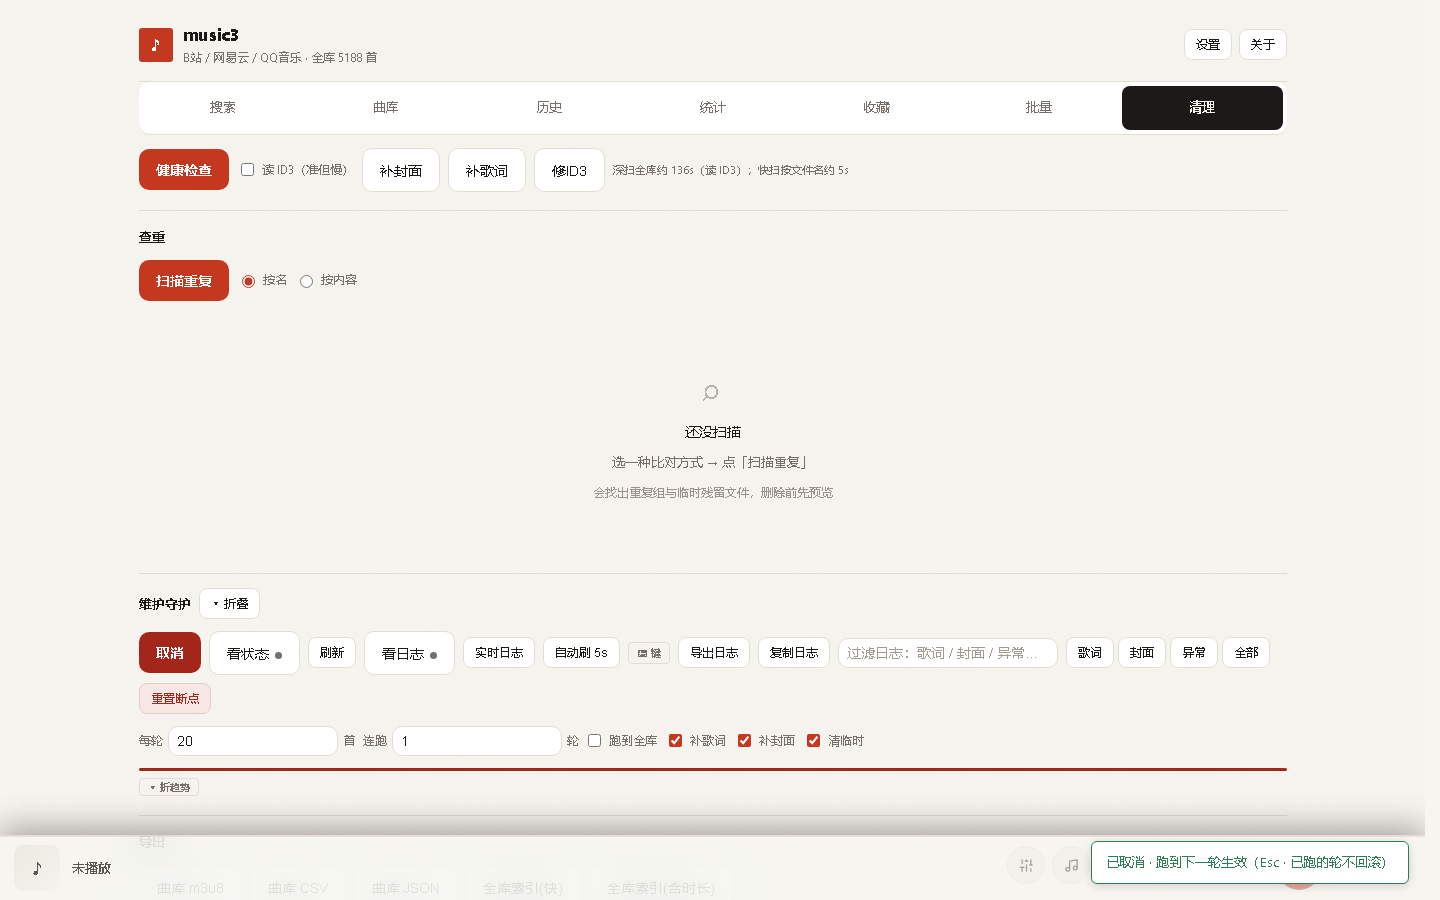 music3
B站 / 网易云 / QQ音乐 · 全库 5188 首
设置 关于
搜索 曲库 历史 统计 收藏 批量 清理
健康检查 读 ID3（准但慢） 补封面 补歌词 修ID3 深扫全库约 136s（读 ID3）；快扫按文件名约 5s
查重
扫描重复 按名 按内容
还没扫描
选一种比对方式 → 点「扫描重复」
会找出重复组与临时残留文件，删除前先预览
维护守护 ▾ 折叠
取消 看状态 ● 刷新 看日志 ● 实时日志 自动刷 5s ⌨ 键 导出日志 复制日志 过滤日志：歌词 / 封面 / 异常… 歌词 封面 异常 全部
重置断点
每轮 20 首 连跑 1 轮 跑到全库 补歌词 补封面 清临时
▾ 折趋势
导出
曲库 m3u8 曲库 CSV 曲库 JSON 全库索引(快) 全库索引(含时长)
♪ 未播放
已取消 · 跑到下一轮生效（Esc · 已跑的轮不回滚）